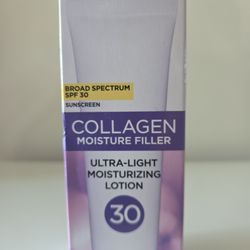 BROAD SPECTRUM
SPF 30
SUNSCREEN
COLLAGEN
MOISTURE FILLER
ULTRA-LIGHT
MOISTURIZING
LOTION
30